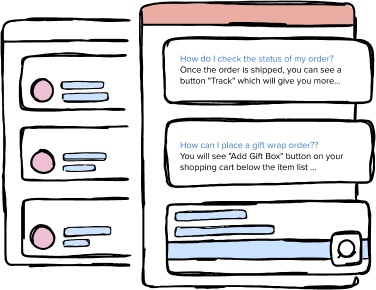 How do I check the status of my order?
Once the order is shipped, you can see a
button "Track" which will give you more...
How can I place a gift wrap order??
You will see "Add Gift Box" button on your
shopping cart below the item list ...